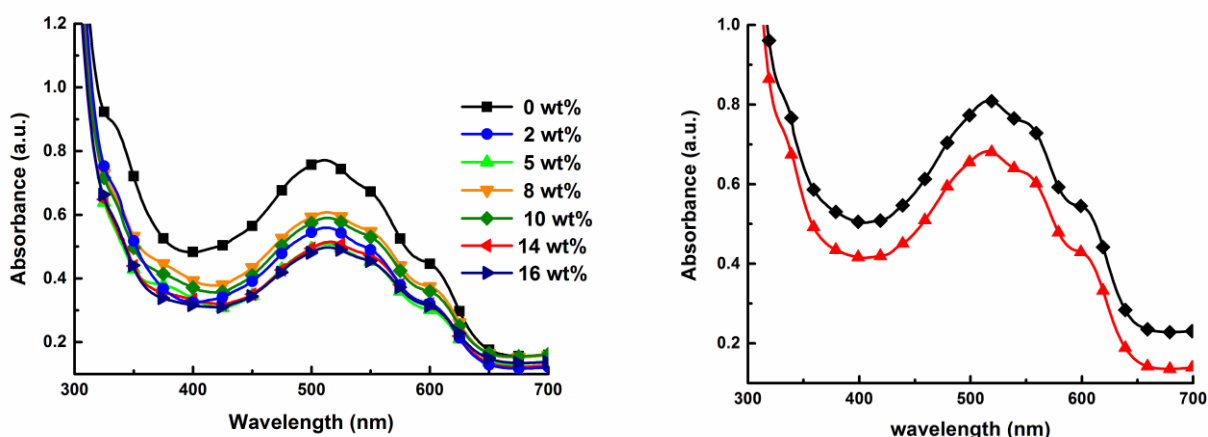 1.2
1.0
0.8
0.6
0.4
0.2
Absorbance (a.u.)
0 wt%
2 wt%
5 wt%
8 wt%
10 wt%
14 wt%
16 wt%
300 400 500 600 700
Wavelength (nm)
1.0
0.8
0.6
0.4
0.2
0.1
Absorbance (a.u.)
300 400 500 600 700
wavelength (nm)